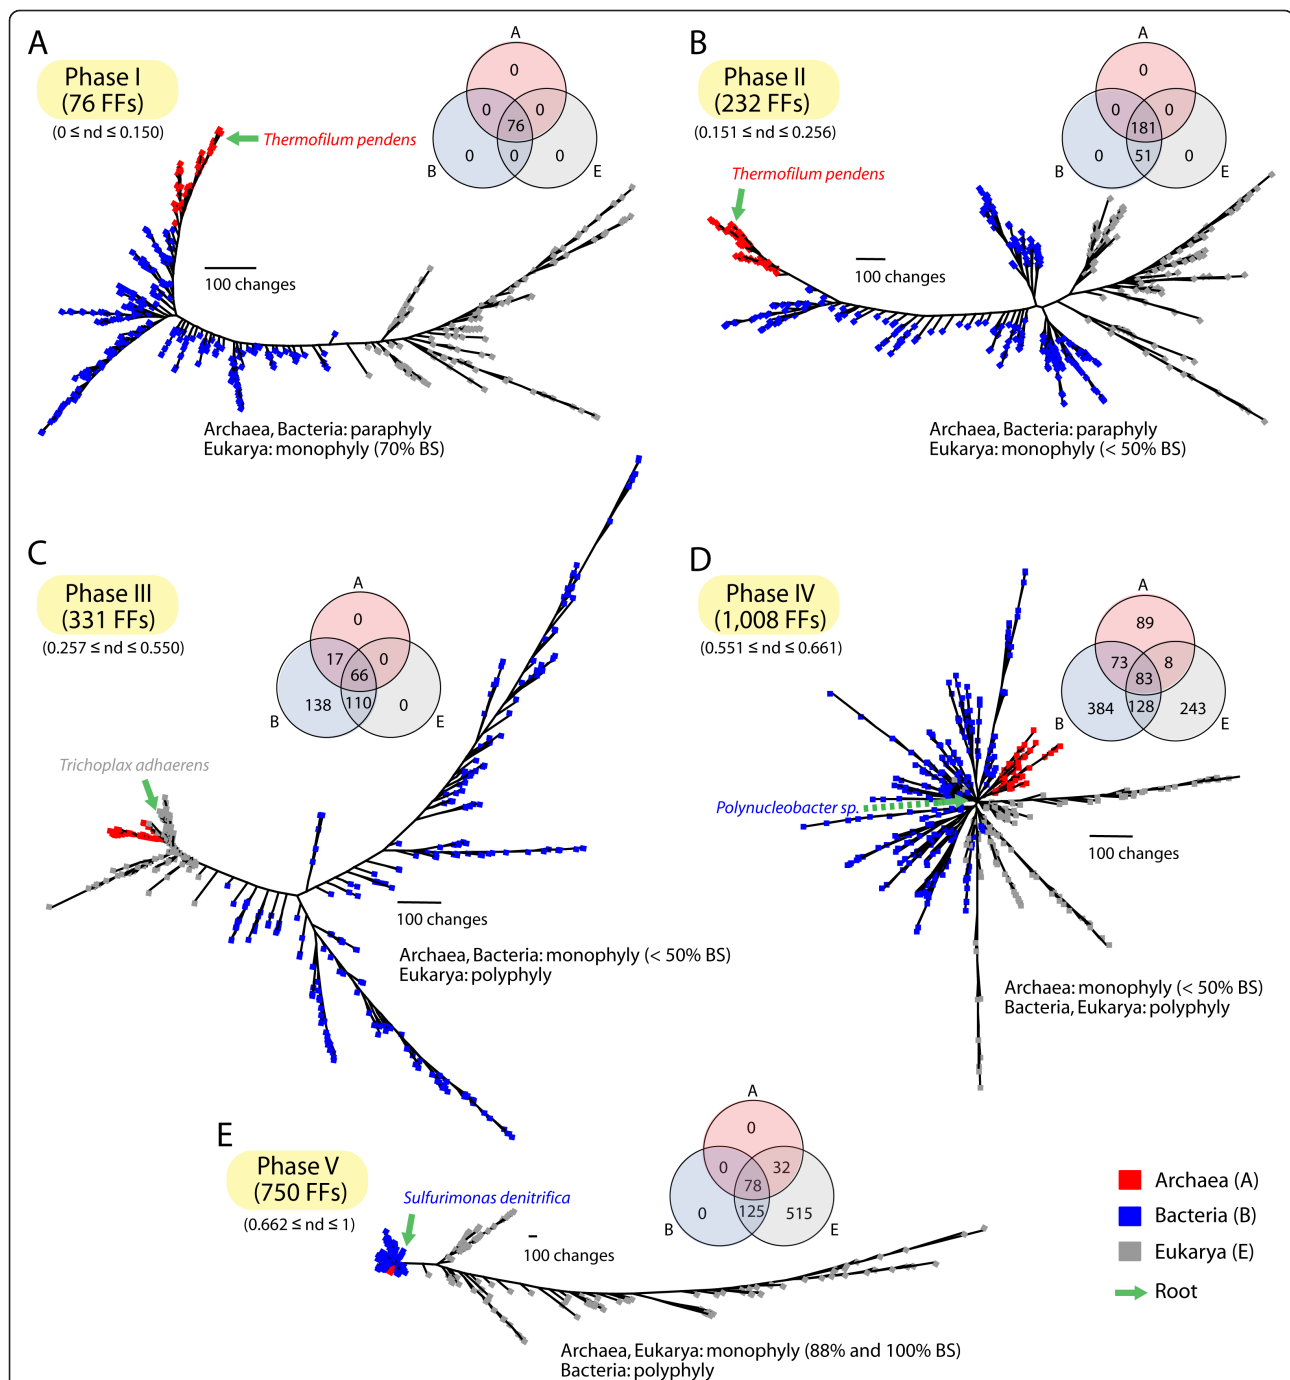 A
Phase I
(76 FFs)
(0 ≤ nd ≤ 0.150)
Thermofilum pendens
A
0
0
0
76
0
0
0
B
E
100 changes
Archaea, Bacteria: paraphyly
Eukarya: monophyly (70% BS)
B
Phase II
(232 FFs)
(0.151 ≤ nd ≤ 0.256)
Thermofilum pendens
A
0
0
0
181
0
51
0
B
E
100 changes
Archaea, Bacteria: paraphyly
Eukarya: monophyly (< 50% BS)
C
Phase III
(331 FFs)
(0.257 ≤ nd ≤ 0.550)
Trichoplax adhaerens
A
0
17
0
66
138
110
0
B
E
100 changes
Archaea, Bacteria: monophyly (< 50% BS)
Eukarya: polyphyly
D
Phase IV
(1,008 FFs)
(0.551 ≤ nd ≤ 0.661)
Polynucleobacter sp.
A
89
73
8
83
384
128
243
B
E
100 changes
Archaea: monophyly (< 50% BS)
Bacteria, Eukarya: polyphyly
E
Phase V
(750 FFs)
(0.662 ≤ nd ≤ 1)
Sulfurimonas denitrifica
A
0
0
32
78
0
125
515
B
E
100 changes
Archaea, Eukarya: monophyly (88% and 100% BS)
Bacteria: polyphyly
Archaea (A)
Bacteria (B)
Eukarya (E)
Root